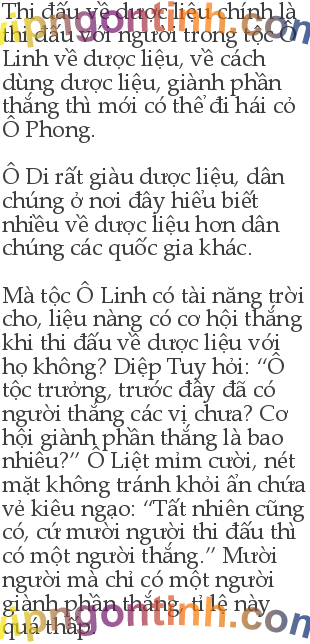 Thi đấu về dược liệu chính là
thi đấu với người trong tộc Ô
Linh về dược liệu, về cách
dùng dược liệu, giành phần
thắng thì mới có thể đi hái cỏ
Ô Phong.
Ô Di rất giàu dược liệu, dân
chúng ở nơi đây hiểu biết
nhiều về dược liệu hơn dân
chúng các quốc gia khác.
Mà tộc Ô Linh có tài năng trời
cho, liệu nàng có cơ hội thắng
khi thi đấu về dược liệu với
họ không? Diệp Tuy hỏi: “Ô
tộc trưởng, trước đây đã có
người thắng các vị chưa? Cơ
hội giành phần thắng là bao
nhiêu?” Ô Liệt mỉm cười, nét
mặt không tránh khỏi ẩn chứa
vẻ kiêu ngạo: “Tất nhiên cũng
có, cứ mười người thi đấu thì
có một người thắng.” Mười
người mà chỉ có một người
giành phần thắng, tỉ lệ này
quá thấp.